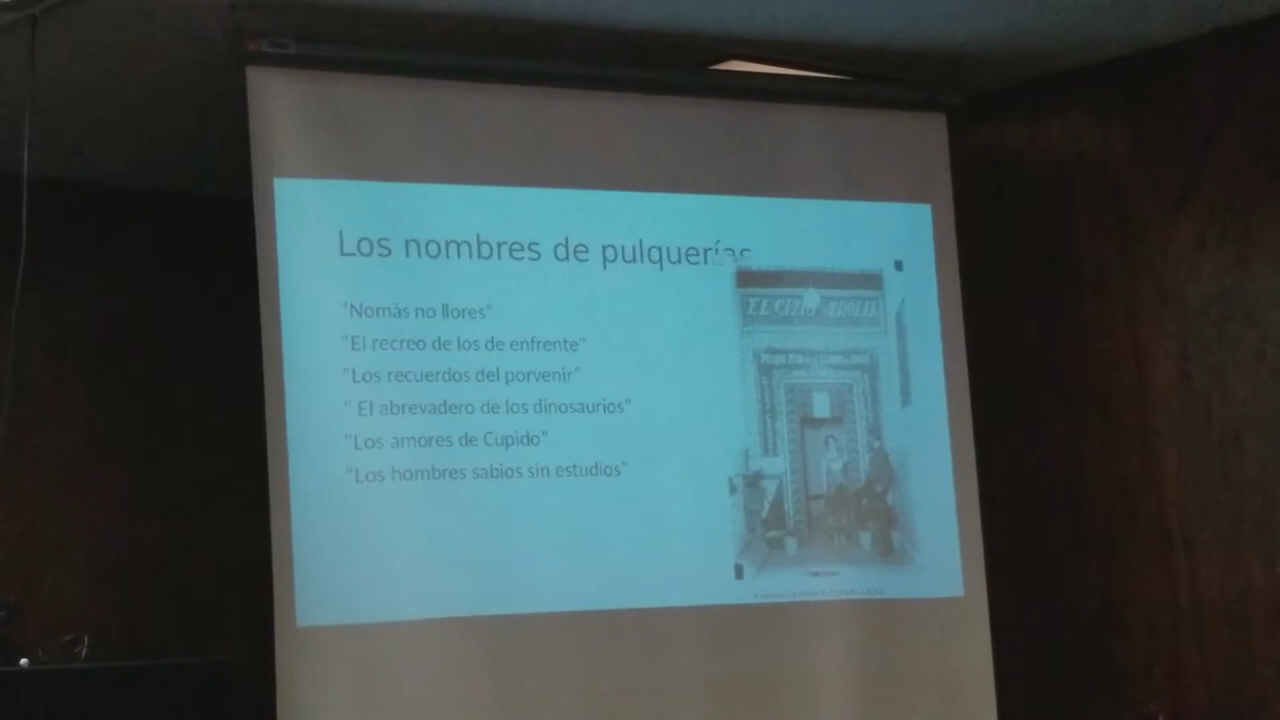 Los nombres de pulquerías
"Nomás no llores"
"El recreo de los de enfrente"
"Los recuerdos del porvenir"
" El abrevadero de los dinosaurios"
"Los amores de Cupido"
"Los hombres sabios sin estudios"
EL